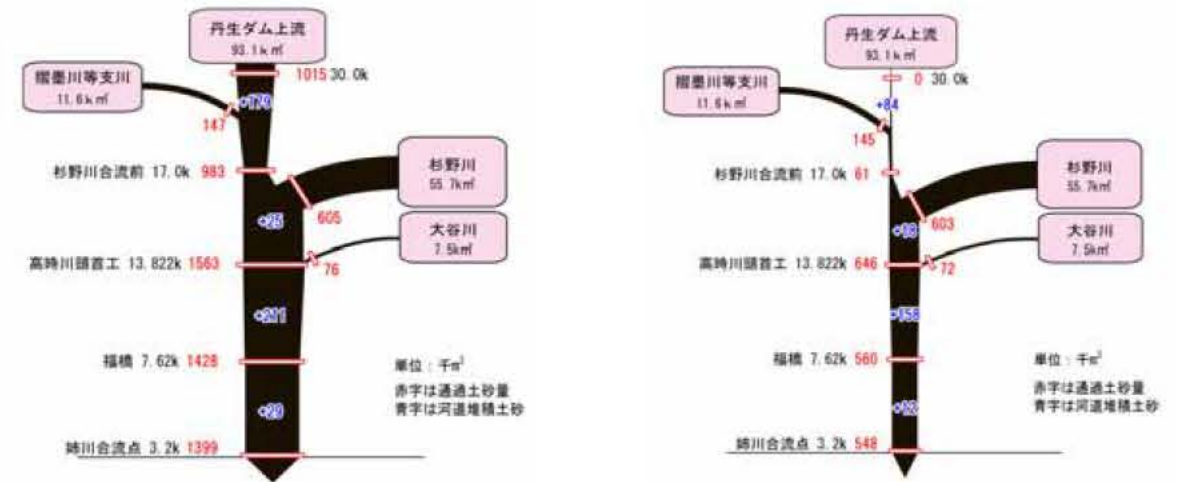 丹生ダム上流
93.1k㎡
1015 30.0k
摺墨川等支川
11.6k㎡
+179
147
杉野川合流前 17.0k 983
杉野川
55.7k㎡
605
+25
大谷川
7.5k㎡
76
高時川頭首工 13.822k 1563
+211
福橋 7.62k 1428
単位：千m³
赤字は通過土砂量
青字は河道堆積土砂
+29
姉川合流点 3.2k 1399
丹生ダム上流
93.1k㎡
0 30.0k
摺墨川等支川
11.6k㎡
+84
145
杉野川合流前 17.0k 61
杉野川
55.7k㎡
603
+18
大谷川
7.5k㎡
72
高時川頭首工 13.822k 646
+158
福橋 7.62k 560
単位：千m³
赤字は通過土砂量
青字は河道堆積土砂
+12
姉川合流点 3.2k 548